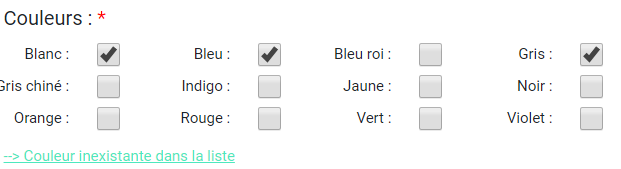 Couleurs : *
Blanc : Bleu : Bleu roi : Gris :
Gris chiné : Indigo : Jaune : Noir :
Orange : Rouge : Vert : Violet :
--> Couleur inexistante dans la liste